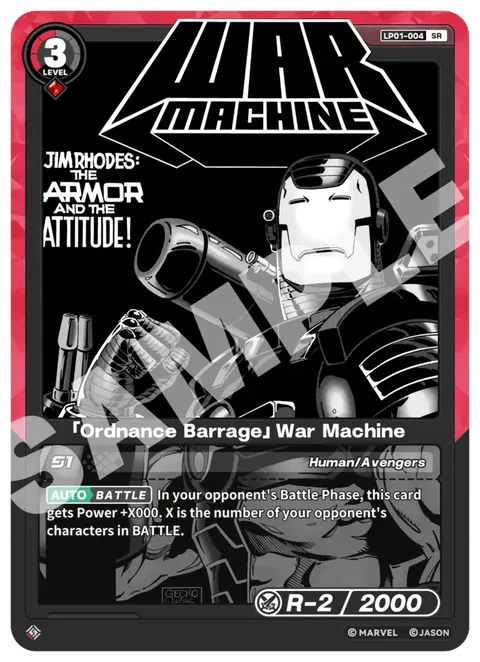 3
LEVEL
LP01-004 SR
WAR
MACHINE
JIM RHODES:
THE
ARMOR
AND THE
ATTITUDE!
SAMPLE
「Ordnance Barrage」 War Machine
S1
Human/Avengers
AUTO BATTLE In your opponent's Battle Phase, this card
gets Power +X000. X is the number of your opponent's
characters in BATTLE.
GECKO
R-2 / 2000
©MARVEL ©JASON